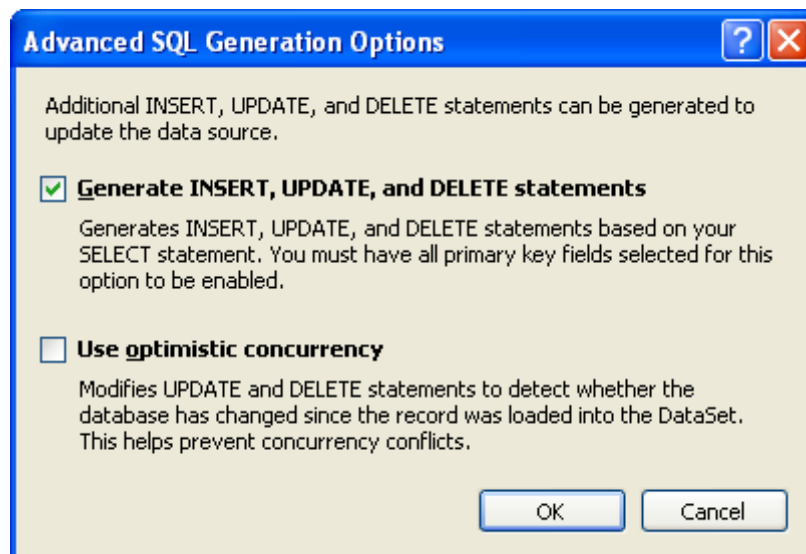 Advanced SQL Generation Options
Additional INSERT, UPDATE, and DELETE statements can be generated to
update the data source.
Generate INSERT, UPDATE, and DELETE statements
Generates INSERT, UPDATE, and DELETE statements based on your
SELECT statement. You must have all primary key fields selected for this
option to be enabled.
Use optimistic concurrency
Modifies UPDATE and DELETE statements to detect whether the
database has changed since the record was loaded into the DataSet.
This helps prevent concurrency conflicts.
OK Cancel